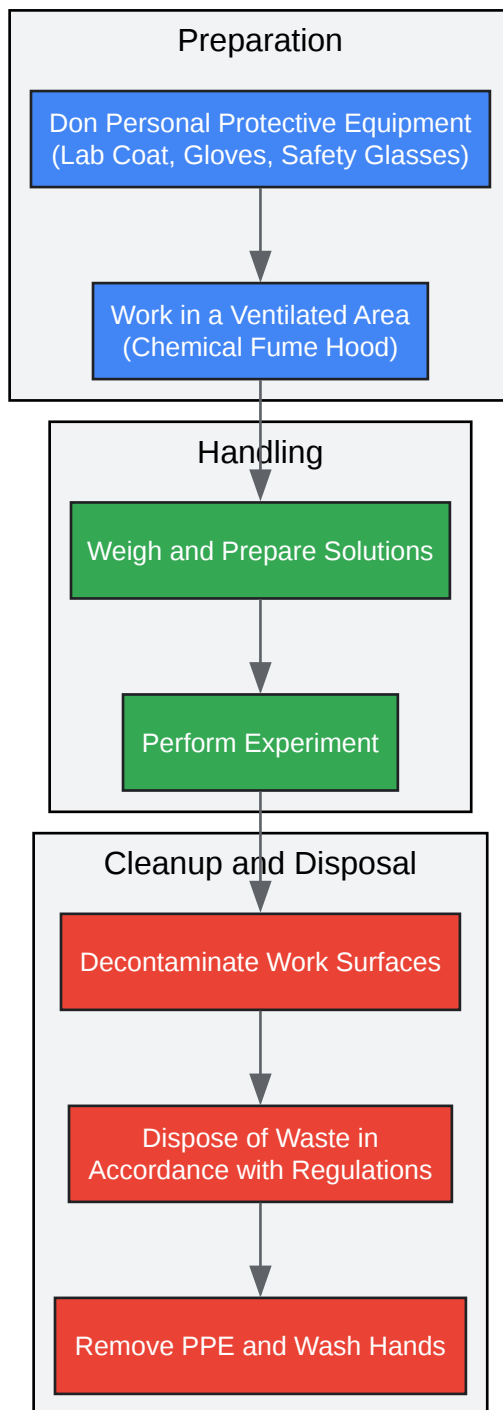 Preparation
Don Personal Protective Equipment
(Lab Coat, Gloves, Safety Glasses)
Work in a Ventilated Area
(Chemical Fume Hood)
Handling
Weigh and Prepare Solutions
Perform Experiment
Cleanup and Disposal
Decontaminate Work Surfaces
Dispose of Waste in
Accordance with Regulations
Remove PPE and Wash Hands